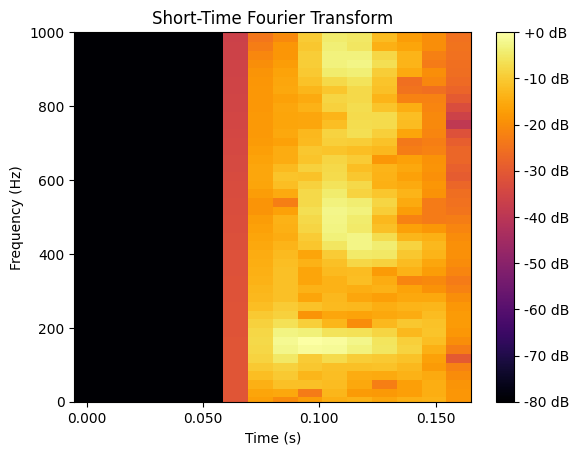 Short-Time Fourier Transform
Frequency (Hz)
1000
800
600
400
200
0
0.000
0.050
0.100
0.150
Time (s)
+0 dB
-10 dB
-20 dB
-30 dB
-40 dB
-50 dB
-60 dB
-70 dB
-80 dB